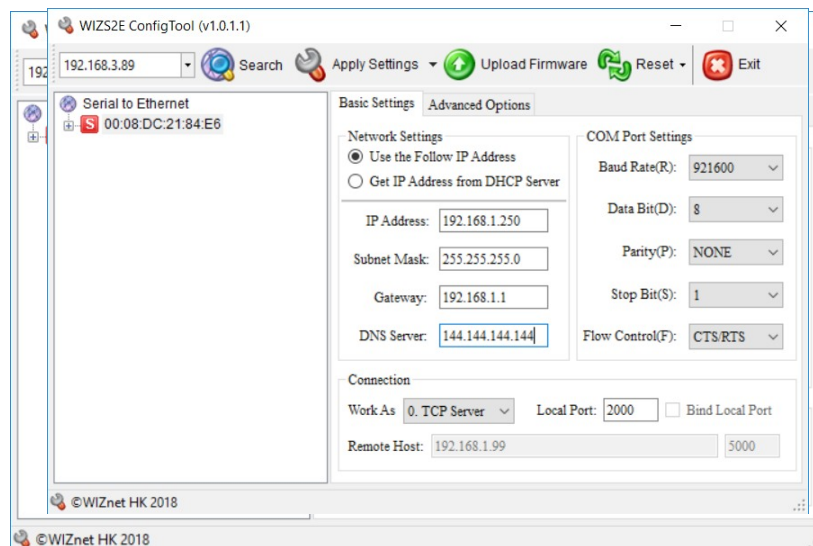 WIZS2E ConfigTool (v1.0.1.1)
192.168.3.89 Search Apply Settings Upload Firmware Reset Exit
192
Serial to Ethernet
S 00:08:DC:21:84:E6
Basic Settings Advanced Options
Network Settings
Use the Follow IP Address
Get IP Address from DHCP Server
IP Address: 192.168.1.250
Subnet Mask: 255.255.255.0
Gateway: 192.168.1.1
DNS Server: 144.144.144.144
COM Port Settings
Baud Rate(R): 921600
Data Bit(D): 8
Parity(P): NONE
Stop Bit(S): 1
Flow Control(F): CTS/RTS
Connection
Work As 0. TCP Server Local Port: 2000 Bind Local Port
Remote Host: 192.168.1.99 5000
©WIZnet HK 2018
©WIZnet HK 2018